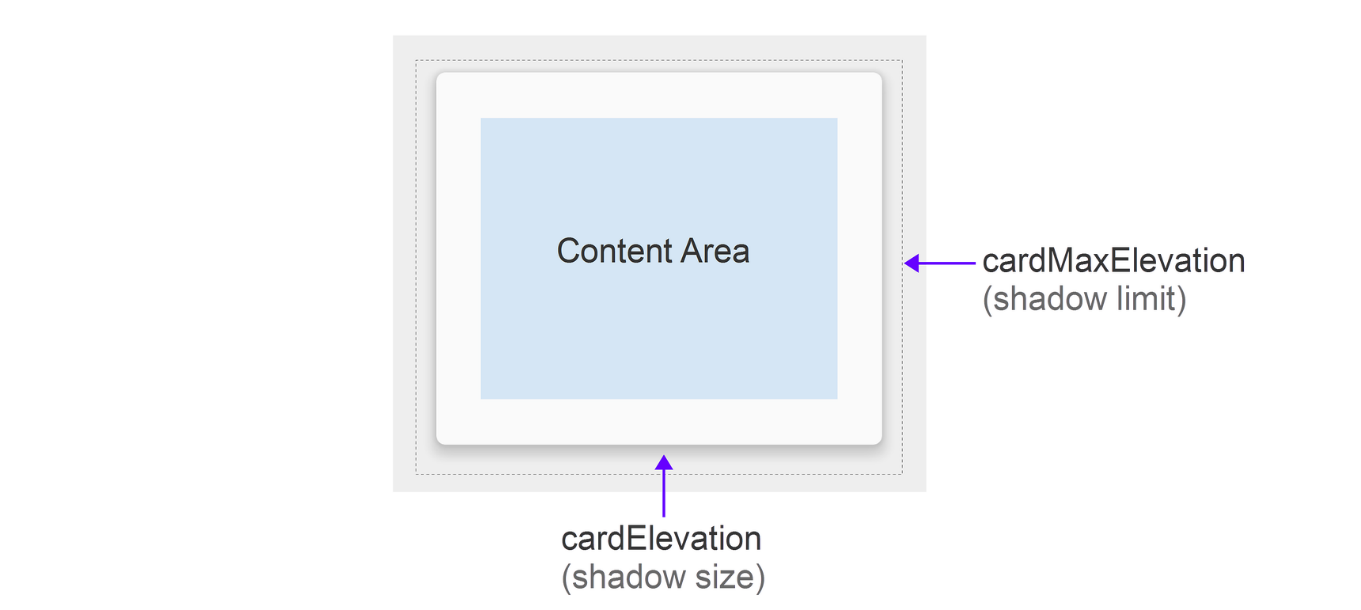 Content Area
cardMaxElevation
(shadow limit)
cardElevation
(shadow size)